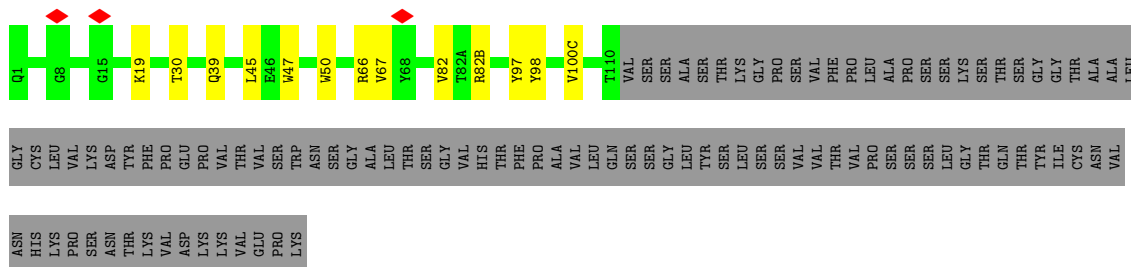 Q1 G8 G15 K19 T30 Q39 L45 E46 W47 W50 R66 V67 Y68 V82 T82A R82B Y97 Y98 V100C T110 VAL SER SER ALA SER THR LYS GLY PRO SER VAL PHE PRO LEU ALA PRO SER SER LYS SER THR SER GLY GLY THR ALA ALA LEU
GLY CYS LEU VAL LYS ASP TYR PHE PRO GLU PRO VAL THR VAL SER TRP ASN SER GLY ALA LEU THR SER GLY VAL HIS THR PHE PRO ALA VAL LEU GLN SER SER GLY LEU TYR SER LEU SER SER VAL VAL THR VAL PRO SER SER SER LEU GLY THR GLN THR TYR ILE CYS ASN VAL
ASN HIS LYS PRO SER ASN THR LYS VAL ASP LYS LYS VAL GLU PRO LYS